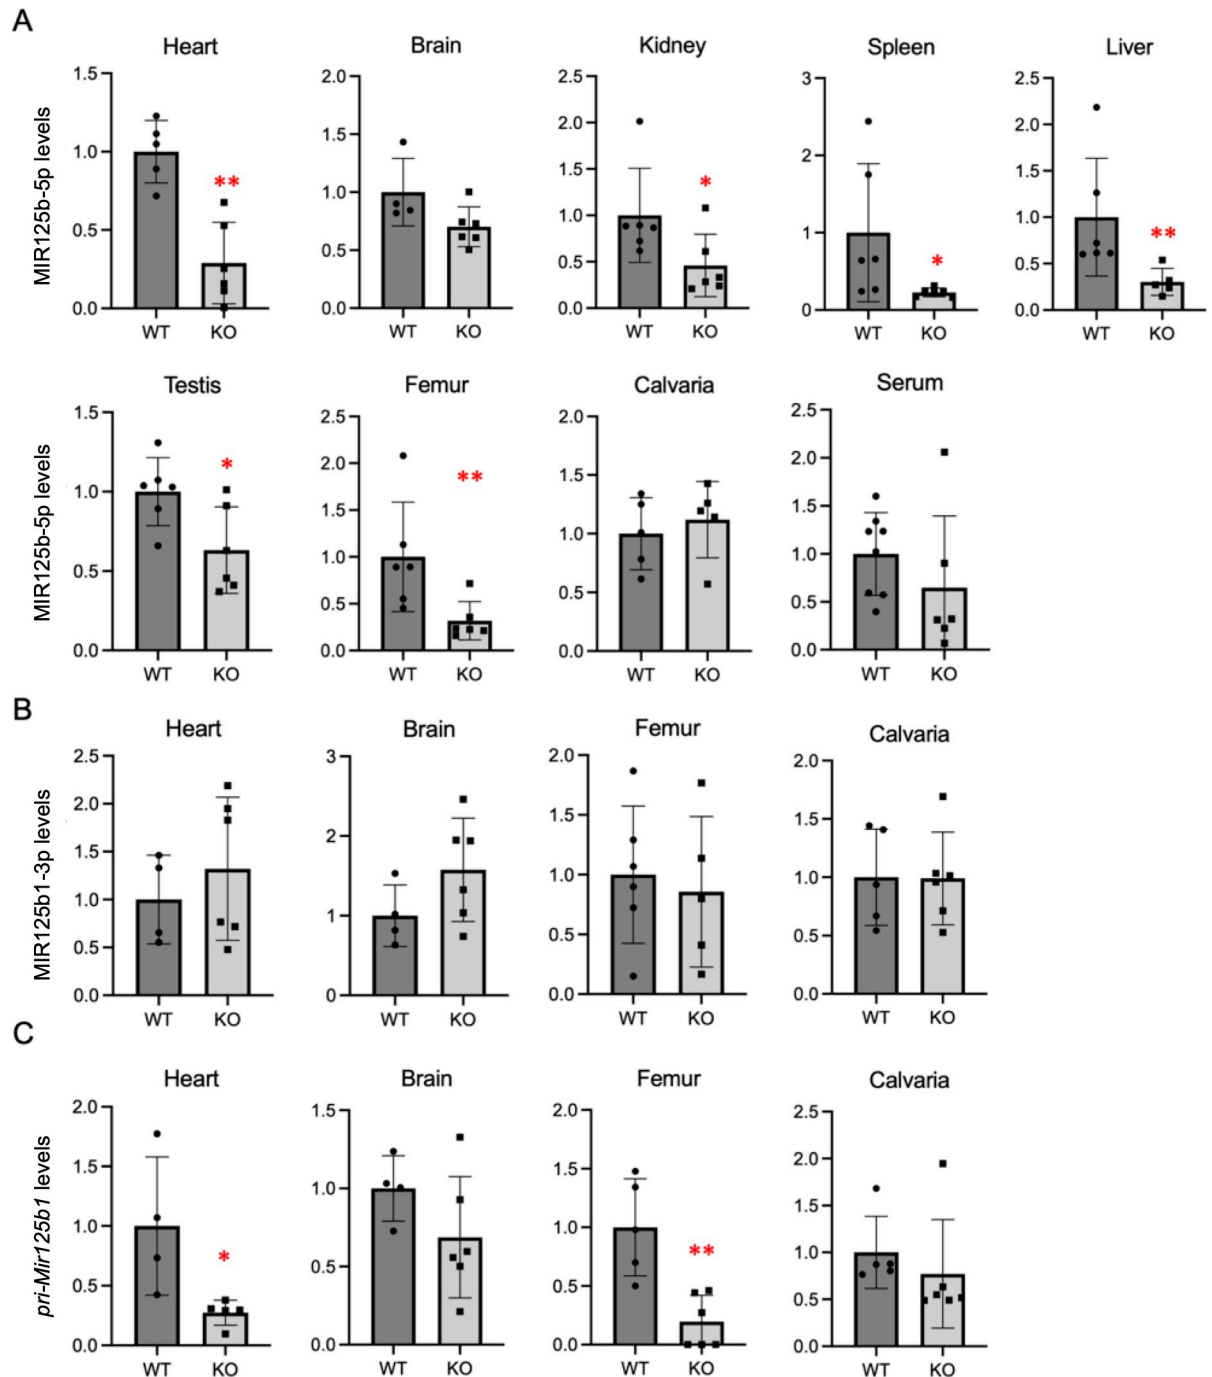 A
Heart Brain Kidney Spleen Liver
MIR125b-5p levels
1.5 1.0 0.5 0.0
**
WT KO
2.0 1.5 1.0 0.5 0.0
WT KO
2.5 2.0 1.5 1.0 0.5 0.0
*
WT KO
3 2 1 0
*
WT KO
2.5 2.0 1.5 1.0 0.5 0.0
**
WT KO
Testis Femur Calvaria Serum
MIR125b-5p levels
1.5 1.0 0.5 0.0
*
WT KO
2.5 2.0 1.5 1.0 0.5 0.0
**
WT KO
2.0 1.5 1.0 0.5 0.0
WT KO
2.5 2.0 1.5 1.0 0.5 0.0
WT KO
B
Heart Brain Femur Calvaria
MIR125b1-3p levels
2.5 2.0 1.5 1.0 0.5 0.0
WT KO
3 2 1 0
WT KO
2.0 1.5 1.0 0.5 0.0
WT KO
2.0 1.5 1.0 0.5 0.0
WT KO
C
Heart Brain Femur Calvaria
pri-Mir125b1 levels
2.0 1.5 1.0 0.5 0.0
*
WT KO
1.5 1.0 0.5 0.0
WT KO
2.0 1.5 1.0 0.5 0.0
**
WT KO
2.5 2.0 1.5 1.0 0.5 0.0
WT KO